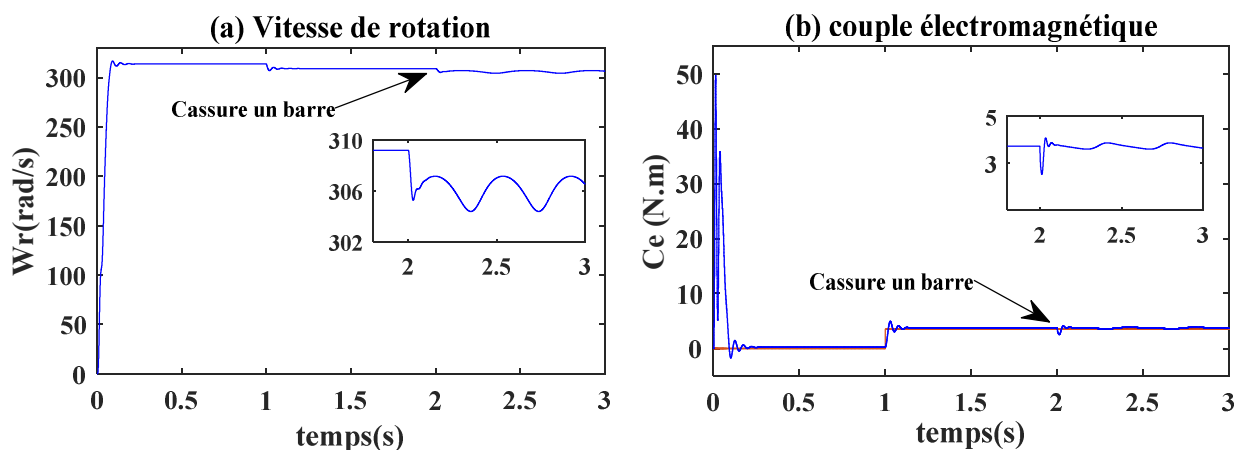 (a) Vitesse de rotation
Wr(rad/s)
300
250
200
150
100
50
0
0 0.5 1 1.5 2 2.5 3
temps(s)
Cassure un barre
310
306
302
2 2.5 3
(b) couple électromagnétique
Ce (N.m)
50
40
30
20
10
0
0 0.5 1 1.5 2 2.5 3
temps(s)
5
3
2 2.5 3
Cassure un barre